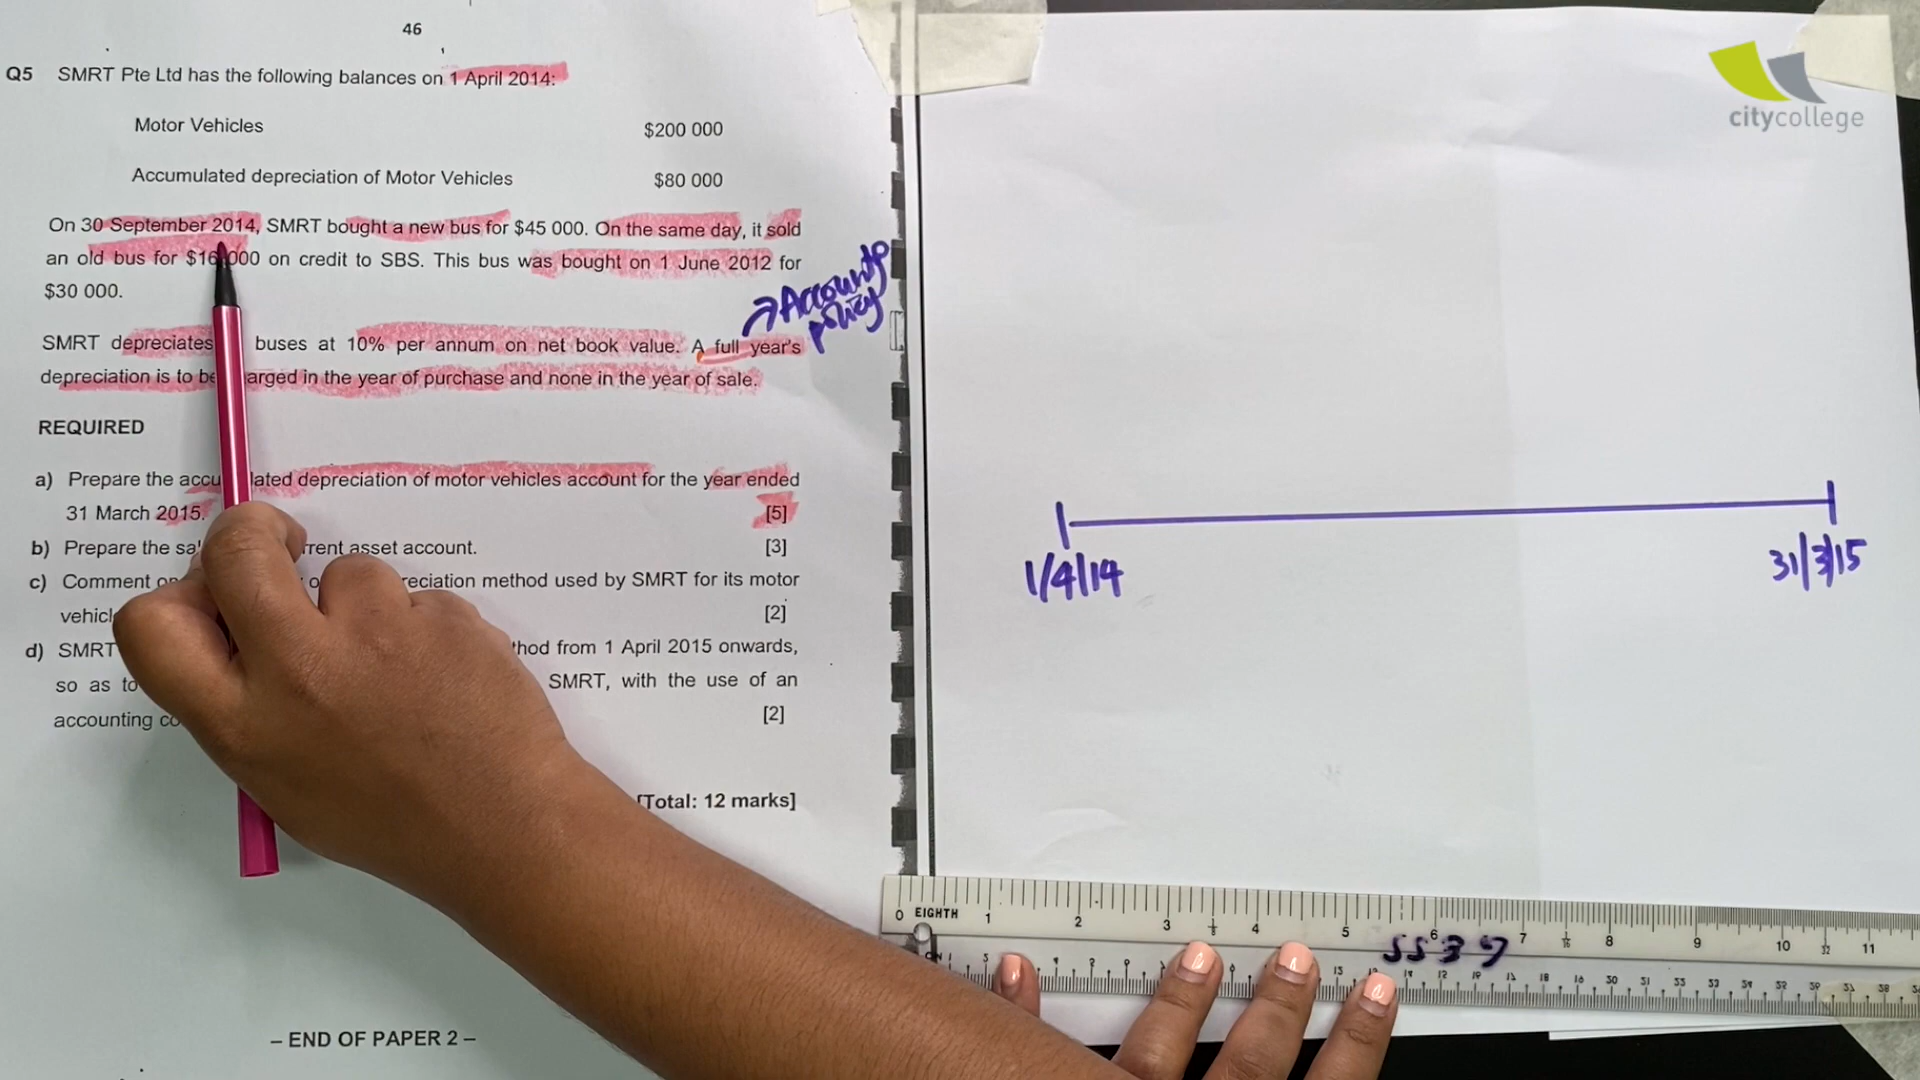 46
Q5 SMRT Pte Ltd has the following balances on 1 April 2014:
Motor Vehicles $200 000
Accumulated depreciation of Motor Vehicles $80 000
On 30 September 2014, SMRT bought a new bus for $45 000. On the same day, it sold
an old bus for $16 000 on credit to SBS. This bus was bought on 1 June 2012 for
$30 000.
→Accounting
policy
SMRT depreciates buses at 10% per annum on net book value. A full year's
depreciation is to be charged in the year of purchase and none in the year of sale.
REQUIRED
a) Prepare the accumulated depreciation of motor vehicles account for the year ended
31 March 2015. [5]
b) Prepare the sa rrent asset account. [3]
c) Comment on reciation method used by SMRT for its motor
vehicl [2]
d) SMRT thod from 1 April 2015 onwards,
so as to SMRT, with the use of an
accounting co [2]
[Total: 12 marks]
– END OF PAPER 2 –
citycollege
1/4/14
31/3/15
0 EIGHTH 1 2 3 4 5 6 7 8 9 10 11